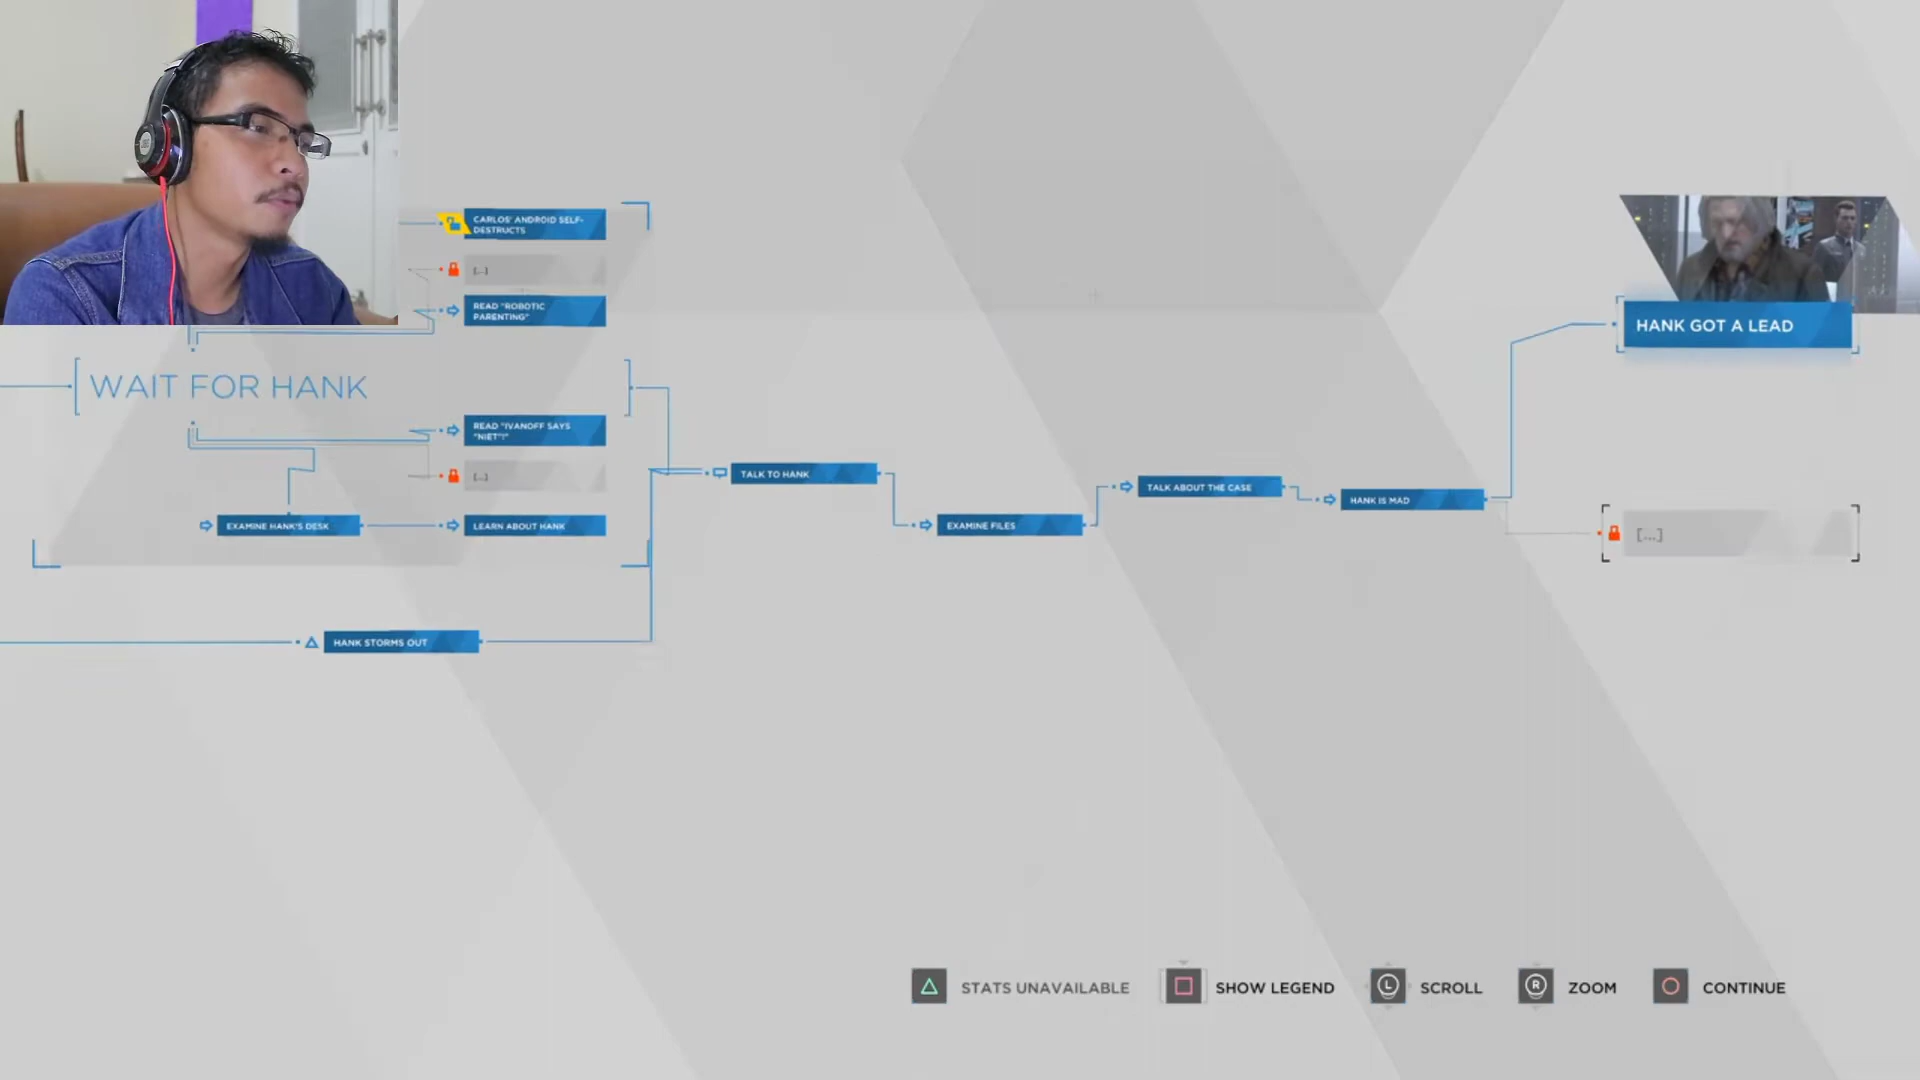 CARLOS' ANDROID SELF-
DESTRUCTS
[...]
READ "ROBOTIC
PARENTING"
WAIT FOR HANK
READ "IVANOFF SAYS
"NIET"!"
[...]
EXAMINE HANK'S DESK
LEARN ABOUT HANK
HANK STORMS OUT
TALK TO HANK
EXAMINE FILES
TALK ABOUT THE CASE
HANK IS MAD
HANK GOT A LEAD
[...]
STATS UNAVAILABLE
SHOW LEGEND
L
SCROLL
R
ZOOM
CONTINUE